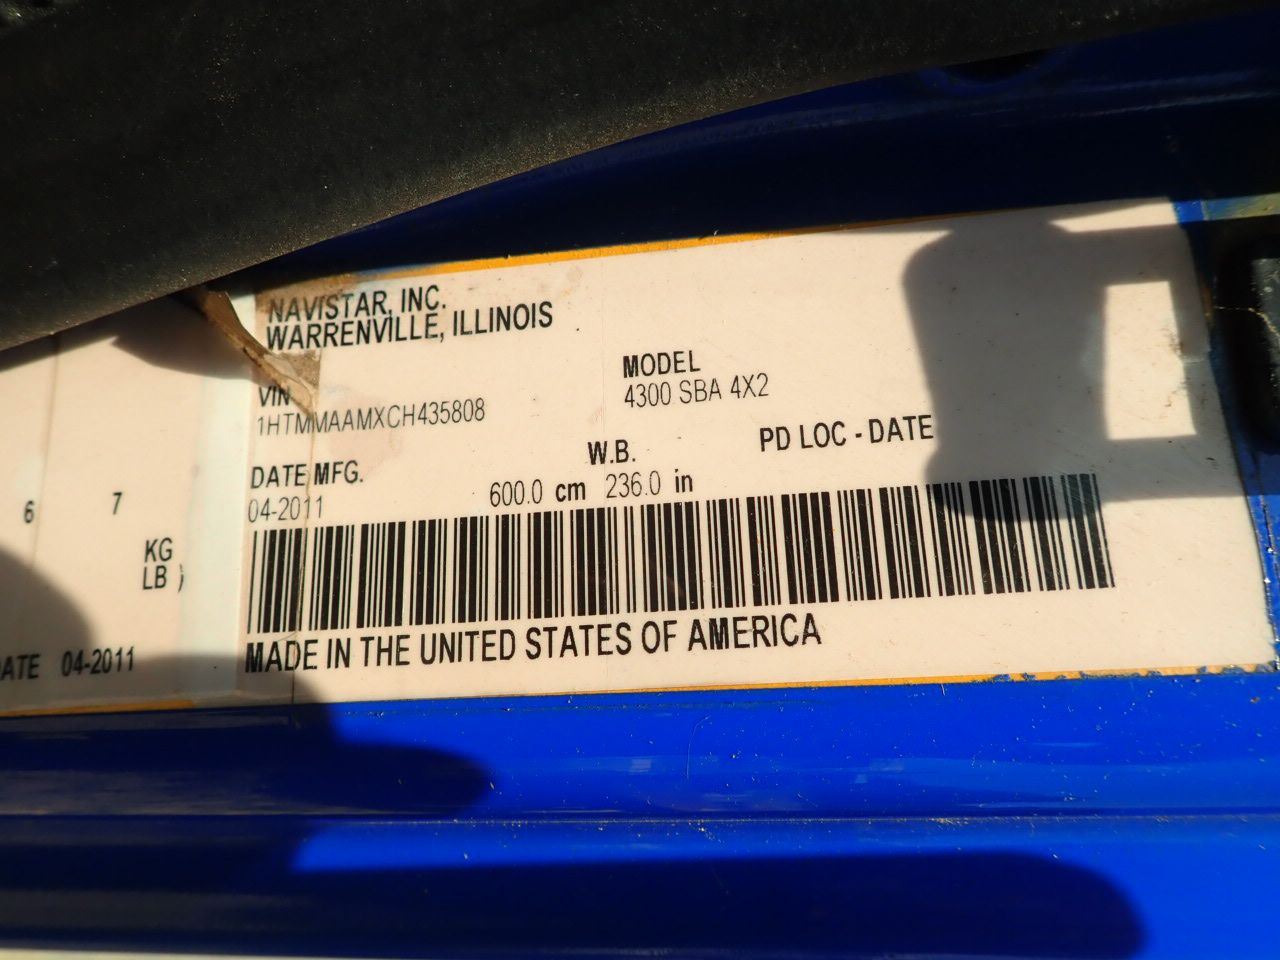 NAVISTAR, INC.
WARRENVILLE, ILLINOIS
VIN
1HTMMAAMXCH435808
MODEL
4300 SBA 4X2
DATE MFG.
04-2011
W.B.
600.0 cm 236.0 in
PD LOC - DATE
MADE IN THE UNITED STATES OF AMERICA
6 7
KG
LB )
ATE 04-2011